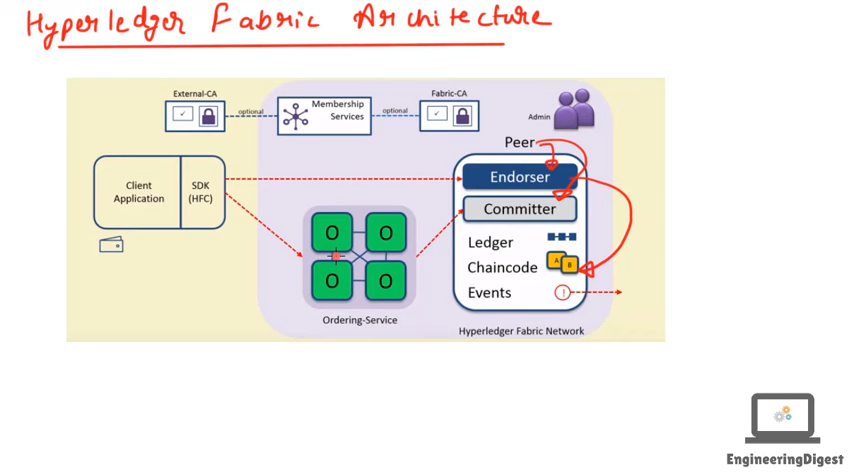 Hyperledger Fabric Architecture
External-CA
optional
Membership
Services
optional
Fabric-CA
Admin
Peer
Client
Application
SDK
(HFC)
Endorser
Committer
Ledger
Chaincode
A
B
Events
!
O
O
O
O
Ordering-Service
Hyperledger Fabric Network
EngineeringDigest